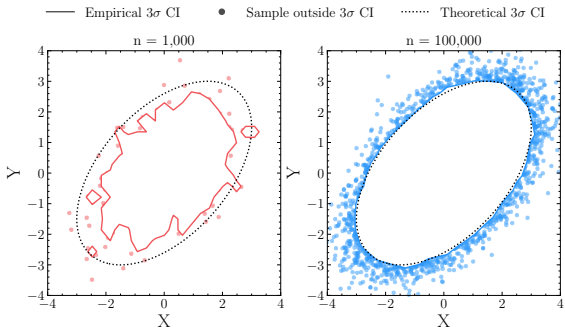 Empirical 3σ CI Sample outside 3σ CI Theoretical 3σ CI
n = 1,000 n = 100,000
4 4
3 3
2 2
1 1
0 0
−1 −1
−2 −2
−3 −3
−4 −4
Y Y
−4 −2 0 2 4 −4 −2 0 2 4
X X